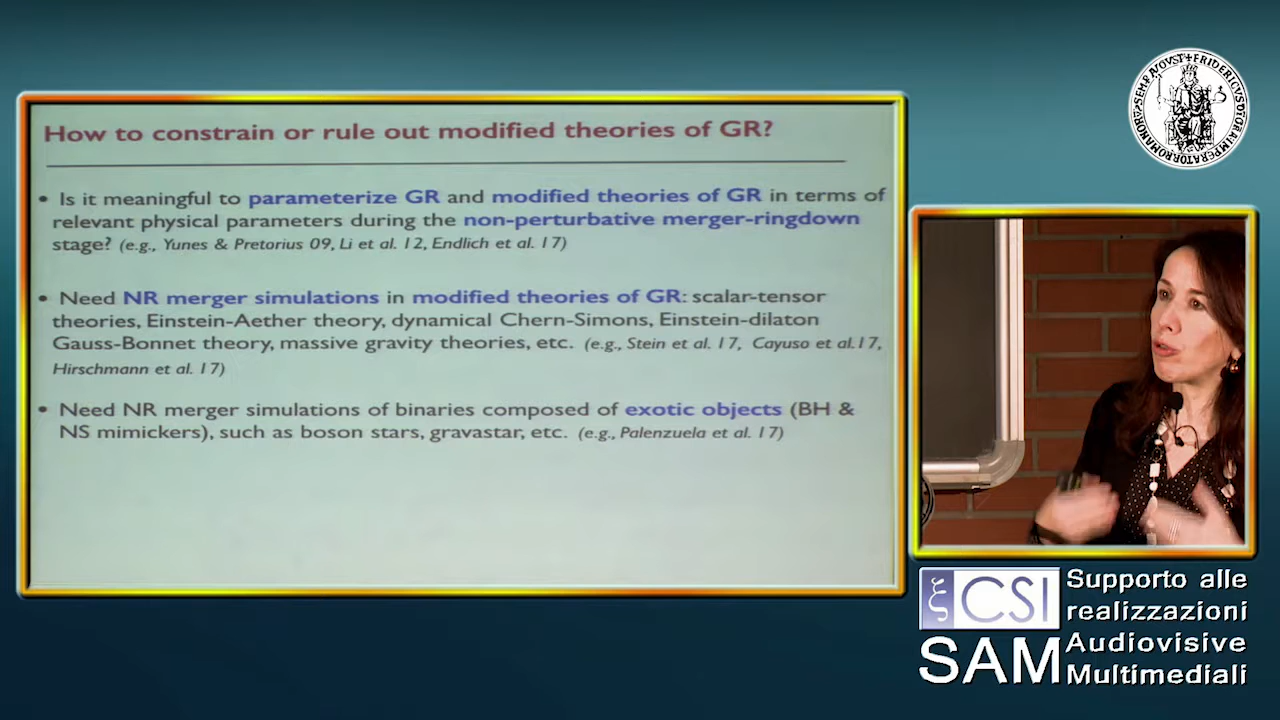 How to constrain or rule out modified theories of GR?
• Is it meaningful to parameterize GR and modified theories of GR in terms of
relevant physical parameters during the non-perturbative merger-ringdown
stage? (e.g., Yunes & Pretorius 09, Li et al. 12, Endlich et al. 17)
• Need NR merger simulations in modified theories of GR: scalar-tensor
theories, Einstein-Aether theory, dynamical Chern-Simons, Einstein-dilaton
Gauss-Bonnet theory, massive gravity theories, etc. (e.g., Stein et al. 17, Cayuso et al.17,
Hirschmann et al. 17)
• Need NR merger simulations of binaries composed of exotic objects (BH &
NS mimickers), such as boson stars, gravastar, etc. (e.g., Palenzuela et al. 17)
ξ CSI
SAM
Supporto alle
realizzazioni
Audiovisive
Multimediali